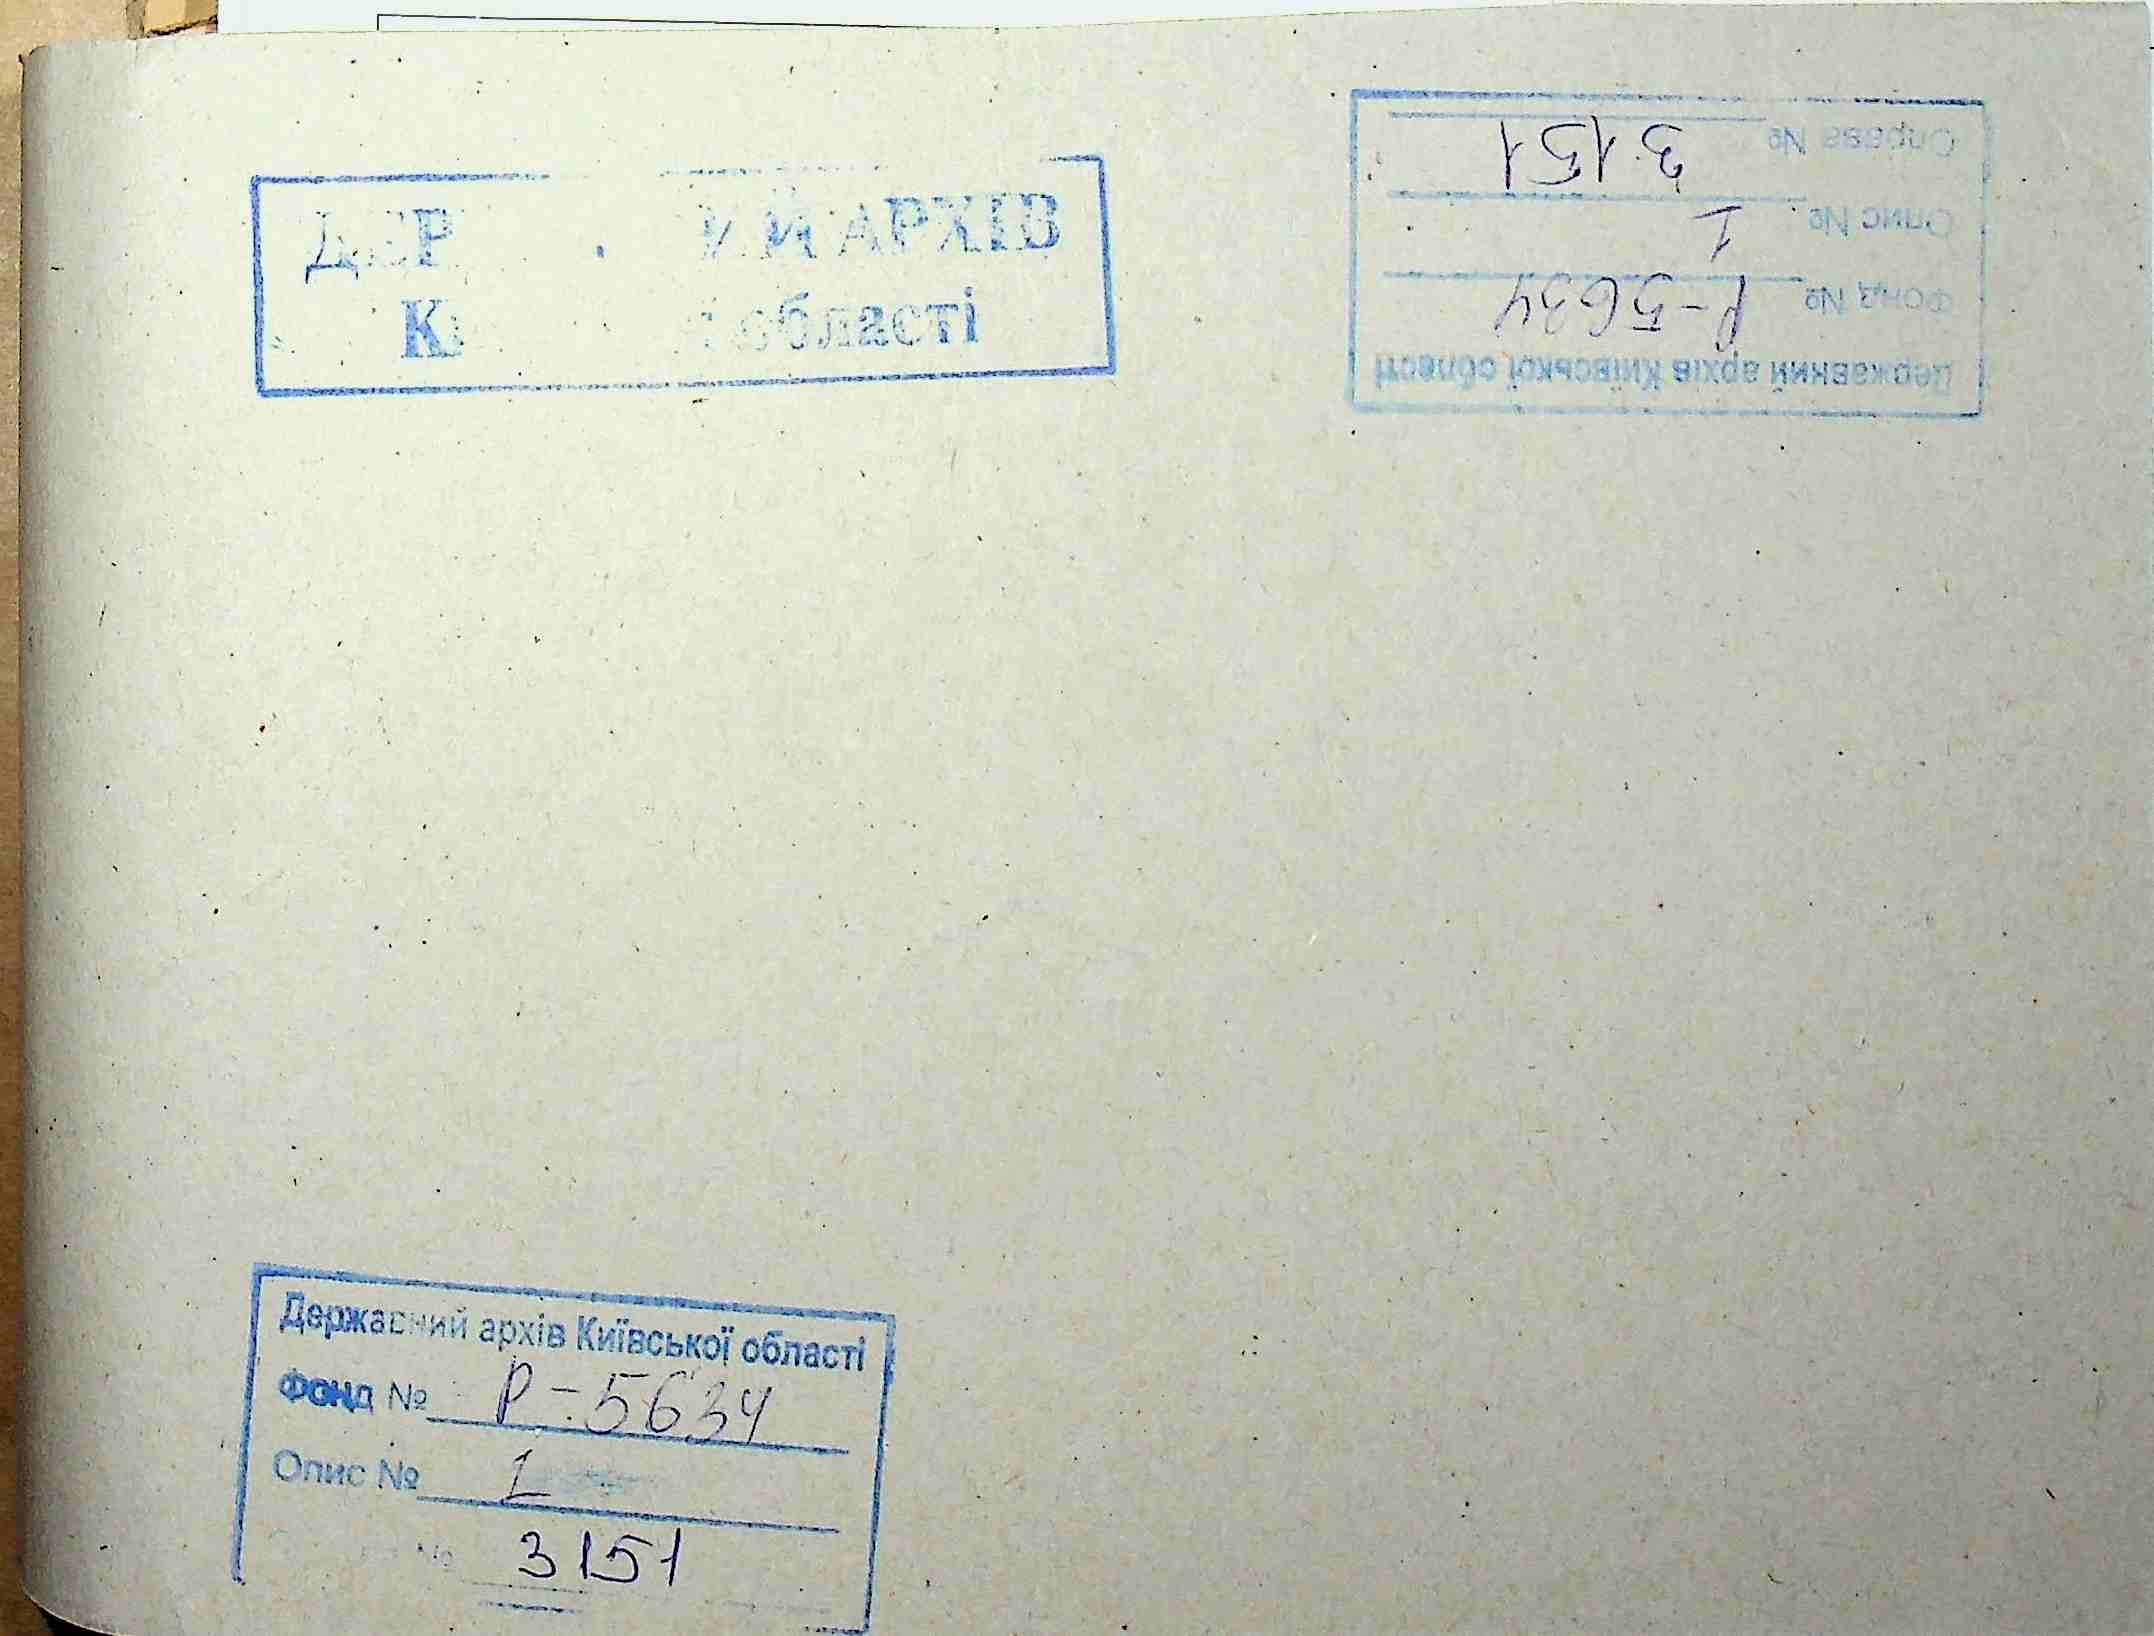 АРХІВ
області
Державний архів Київської області
Фонд № Р-5634
Опис № 1
Справа № 3151
Державний архів Київської області
Фонд № Р-5634
Опис № 1
№ 3151